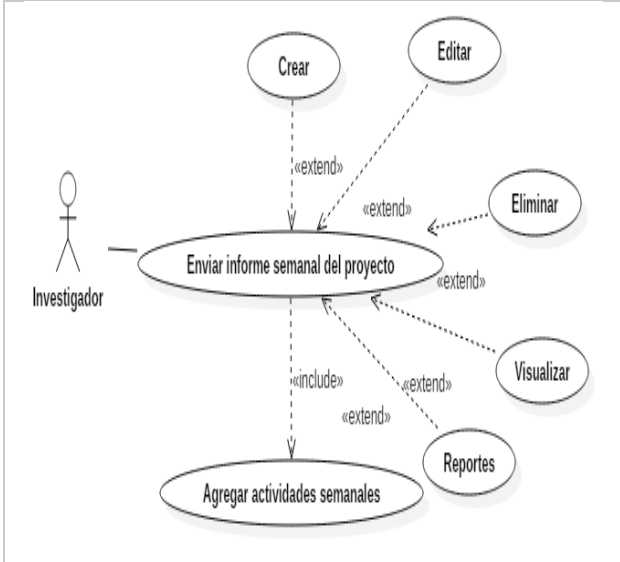 Crear
Editar
«extend»
«extend»
Eliminar
Investigador
Enviar informe semanal del proyecto
«extend»
«include»
«extend»
Visualizar
«extend»
Reportes
Agregar actividades semanales